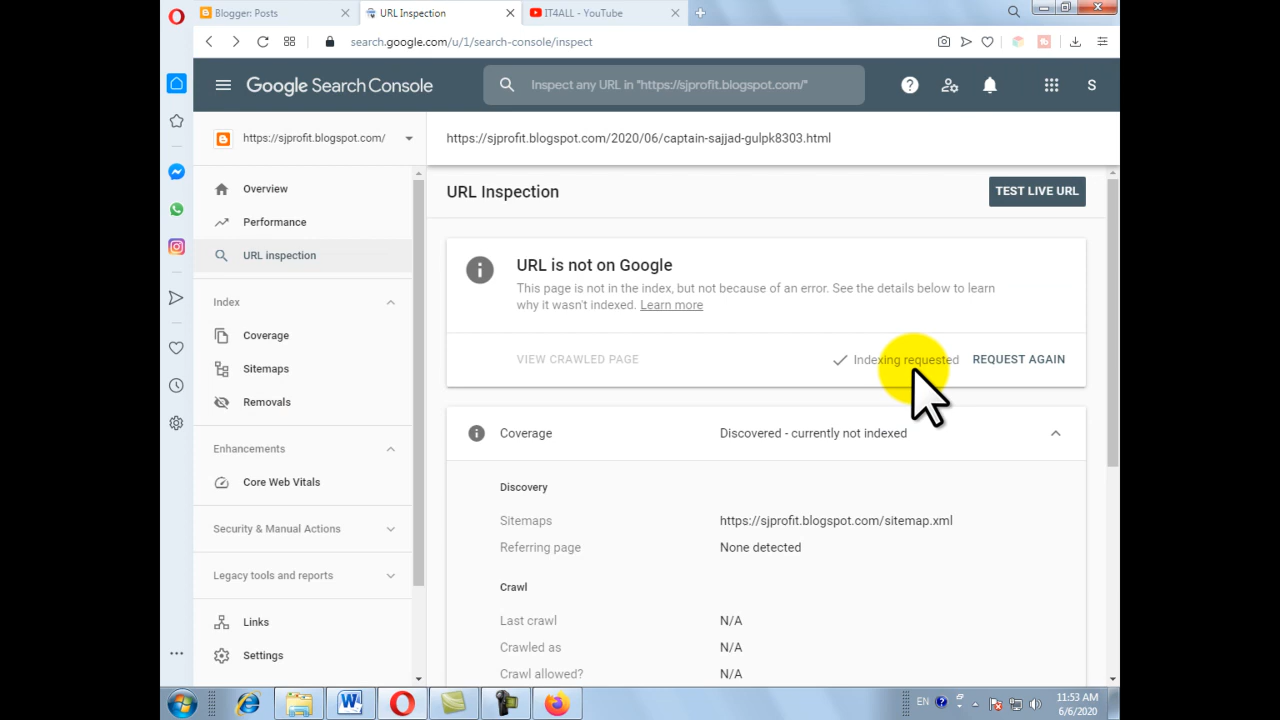 Blogger: Posts
URL Inspection
IT4ALL - YouTube
search.google.com/u/1/search-console/inspect
Google Search Console
Inspect any URL in "https://sjprofit.blogspot.com/"
S
https://sjprofit.blogspot.com/
https://sjprofit.blogspot.com/2020/06/captain-sajjad-gulpk8303.html
Overview
Performance
URL inspection
Index
Coverage
Sitemaps
Removals
Enhancements
Core Web Vitals
Security & Manual Actions
Legacy tools and reports
Links
Settings
URL Inspection
TEST LIVE URL
URL is not on Google
This page is not in the index, but not because of an error. See the details below to learn
why it wasn't indexed. Learn more
VIEW CRAWLED PAGE
Indexing requested
REQUEST AGAIN
Coverage
Discovered - currently not indexed
Discovery
Sitemaps
https://sjprofit.blogspot.com/sitemap.xml
Referring page
None detected
Crawl
Last crawl
N/A
Crawled as
N/A
Crawl allowed?
N/A
EN
11:53 AM
6/6/2020